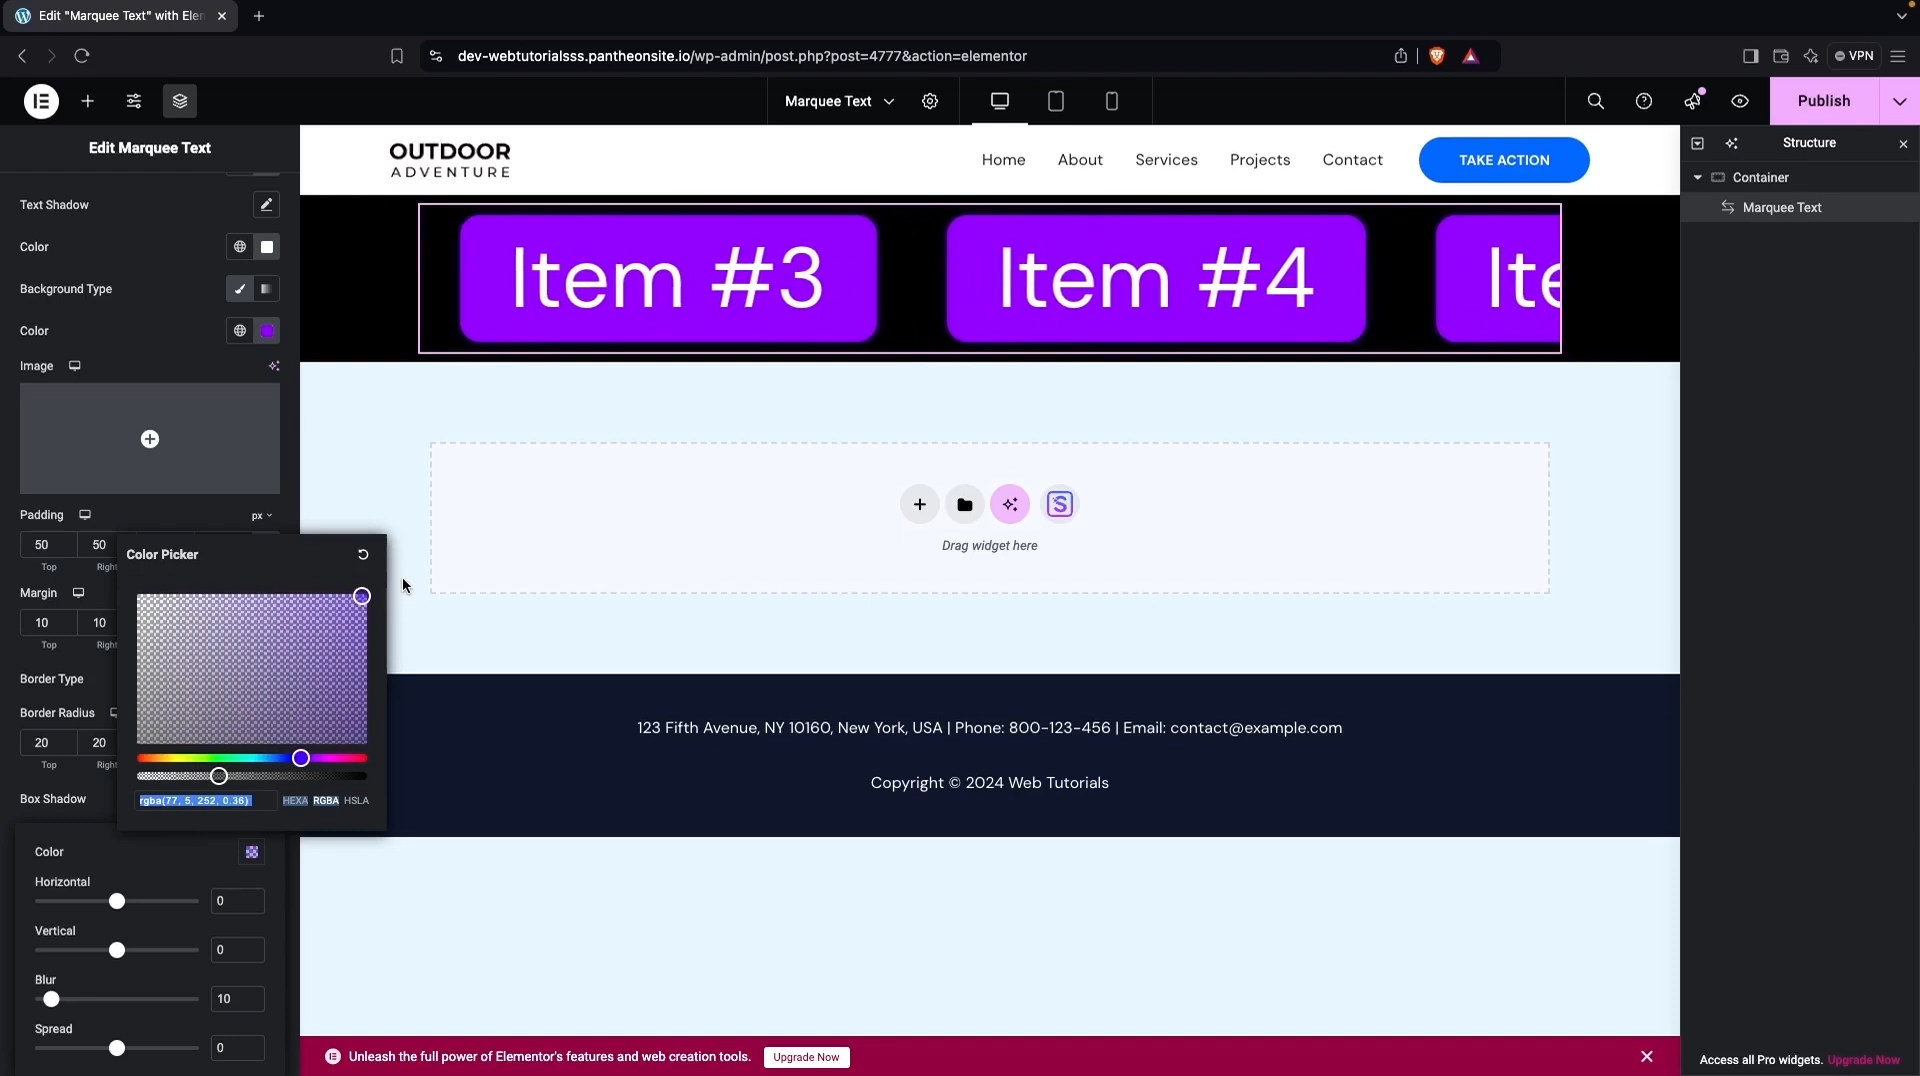 Edit "Marquee Text" with Elen
dev-webtutorialsss.pantheonsite.io/wp-admin/post.php?post=4777&action=elementor
VPN
Marquee Text
Publish
Edit Marquee Text
Text Shadow
Color
Background Type
Color
Image
Padding
px
50
50
Top
Right
Margin
10
10
Top
Right
Border Type
Border Radius
20
20
Top
Right
Box Shadow
Color Picker
rgba(77, 5, 252, 0.36)
HEXA
RGBA
HSLA
Color
Horizontal
0
Vertical
0
Blur
10
Spread
0
OUTDOOR
ADVENTURE
Home
About
Services
Projects
Contact
TAKE ACTION
Item #3
Item #4
Ite
S
Drag widget here
123 Fifth Avenue, NY 10160, New York, USA | Phone: 800-123-456 | Email: contact@example.com
Copyright © 2024 Web Tutorials
Unleash the full power of Elementor's features and web creation tools.
Upgrade Now
Structure
Container
Marquee Text
Access all Pro widgets. Upgrade Now